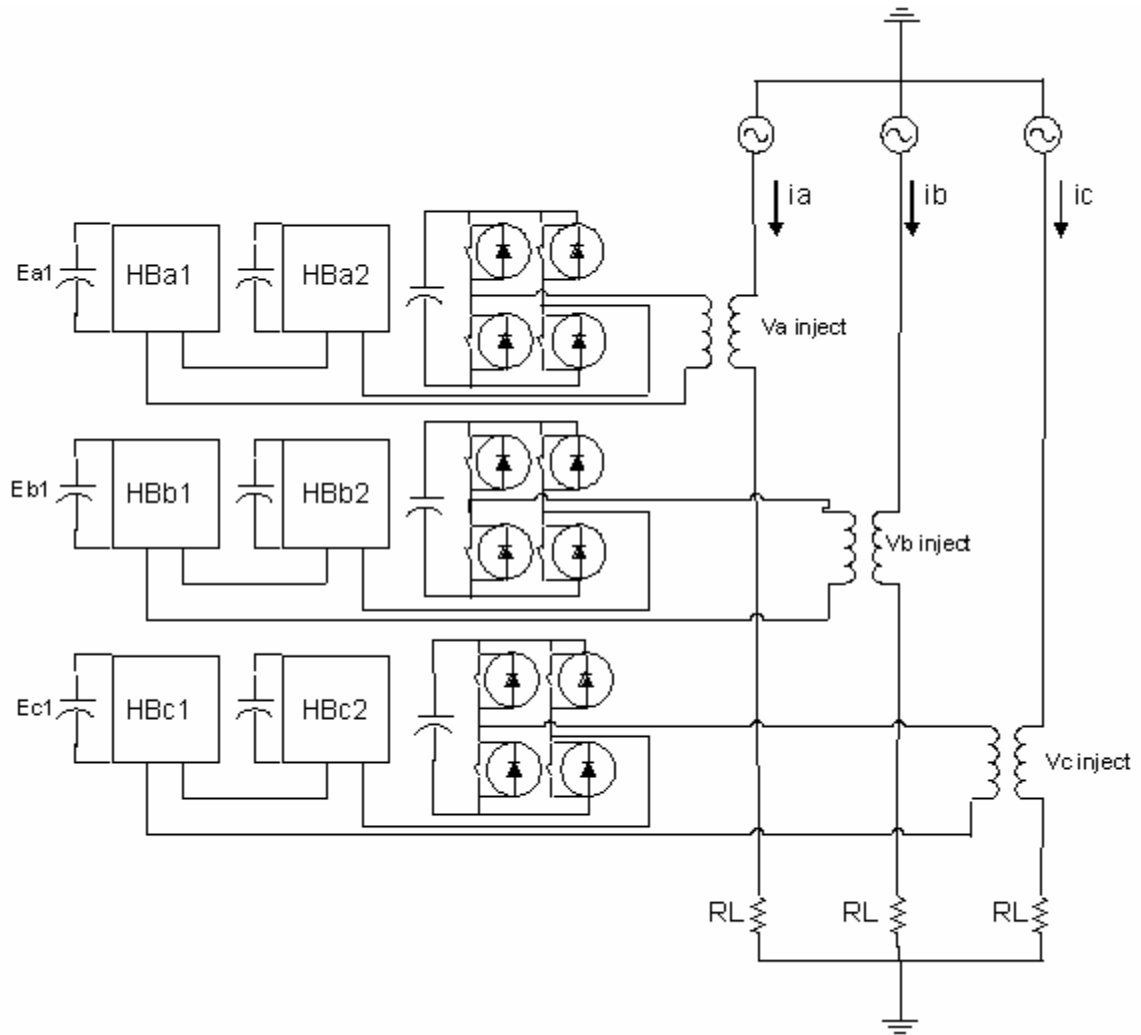 ia
ib
ic
Ea1
HBa1
HBa2
Va inject
Eb1
HBb1
HBb2
Vb inject
Ec1
HBc1
HBc2
Vc inject
RL
RL
RL